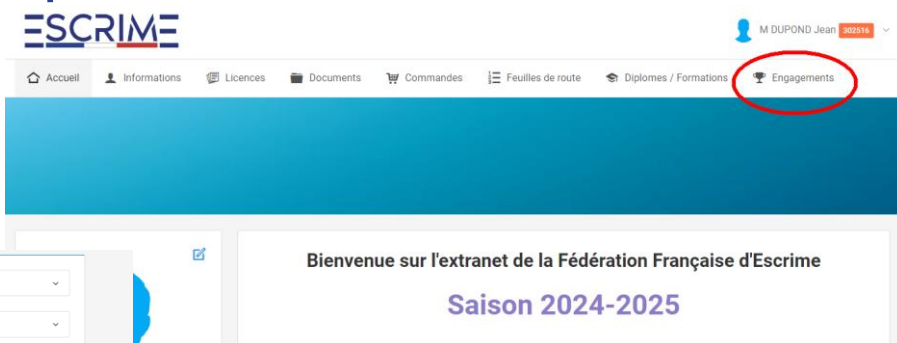 ESCRIME
M DUPOND Jean 302516
Accueil Informations Licences Documents Commandes Feuilles de route Diplomes / Formations Engagements
Bienvenue sur l'extranet de la Fédération Française d'Escrime
Saison 2024-2025